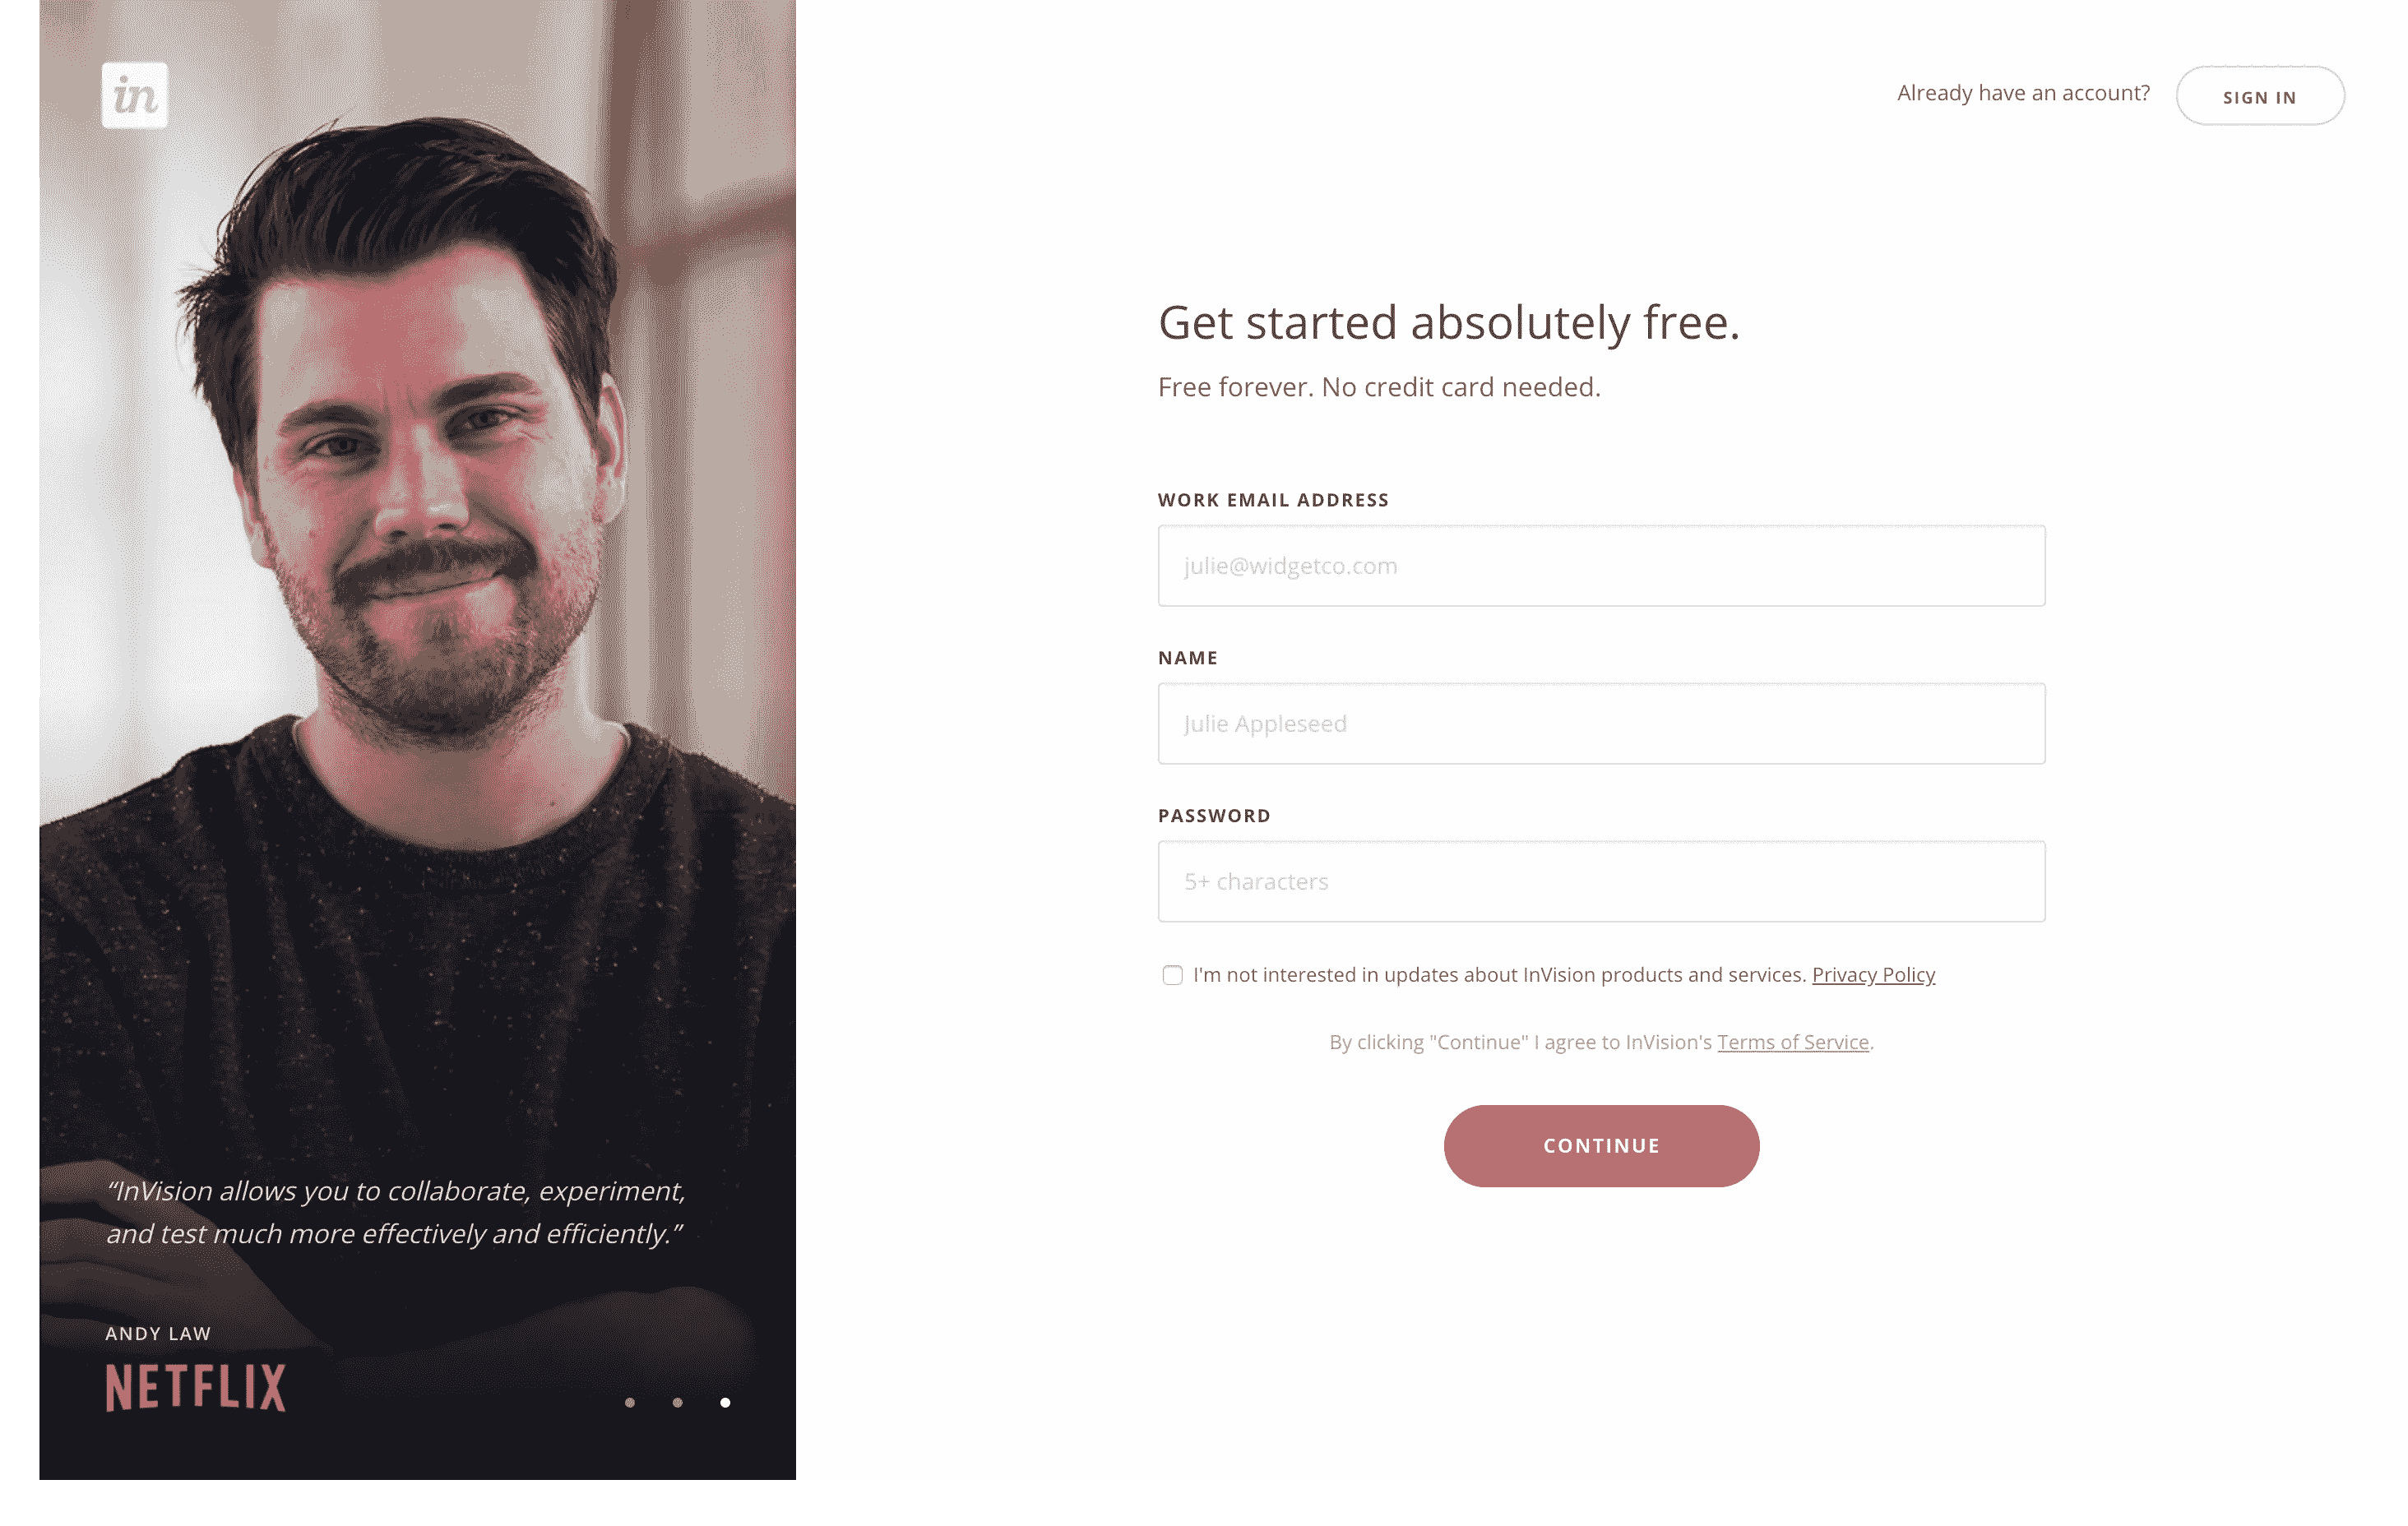 in
Already have an account?
SIGN IN
Get started absolutely free.
Free forever. No credit card needed.
WORK EMAIL ADDRESS
julie@widgetco.com
NAME
Julie Appleseed
PASSWORD
5+ characters
I'm not interested in updates about InVision products and services. Privacy Policy
By clicking "Continue" I agree to InVision's Terms of Service.
CONTINUE
“InVision allows you to collaborate, experiment,
and test much more effectively and efficiently.”
ANDY LAW
NETFLIX